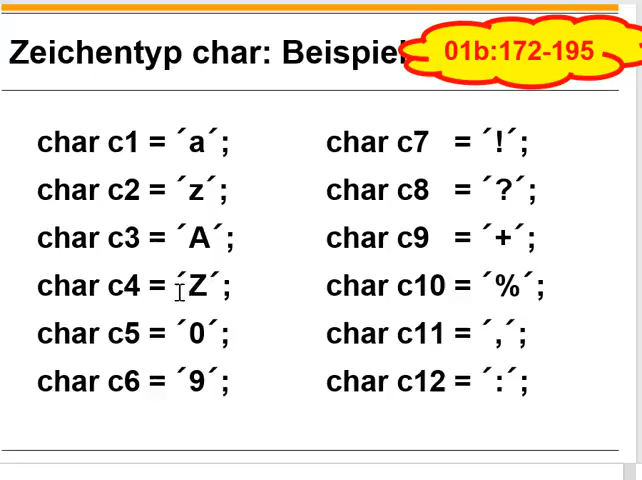 Zeichentyp char: Beispiel
01b:172-195
char c1 = ´a´;
char c2 = ´z´;
char c3 = ´A´;
char c4 = ´Z´;
char c5 = ´0´;
char c6 = ´9´;
char c7 = ´!´;
char c8 = ´?´;
char c9 = ´+´;
char c10 = ´%´;
char c11 = ´,´;
char c12 = ´:´;